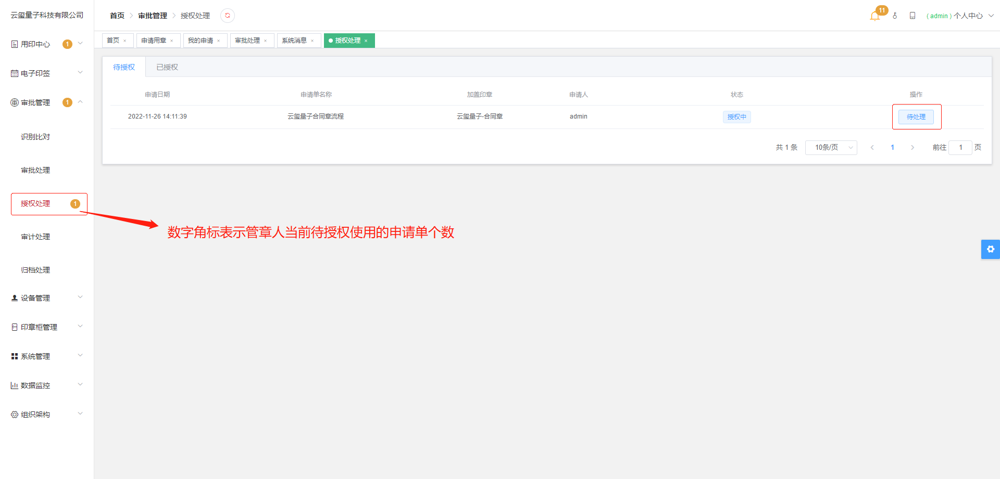 云玺量子科技有限公司
首页 审批管理 授权处理
11
( admin ) 个人中心
首页 × 申请用章 × 我的申请 × 审批处理 × 系统消息 × 授权处理 ×
用印中心 1
电子印签
审批管理 1
识别比对
审批处理
授权处理 1
审计处理
归档处理
设备管理
印章柜管理
系统管理
数据监控
组织架构
待授权 已授权
申请日期 申请单名称 加盖印章 申请人 状态 操作
2022-11-26 14:11:39 云玺量子合同章流程 云玺量子-合同章 admin 授权中 待处理
共 1 条 10条/页 1 前往 1 页
数字角标表示管章人当前待授权使用的申请单个数